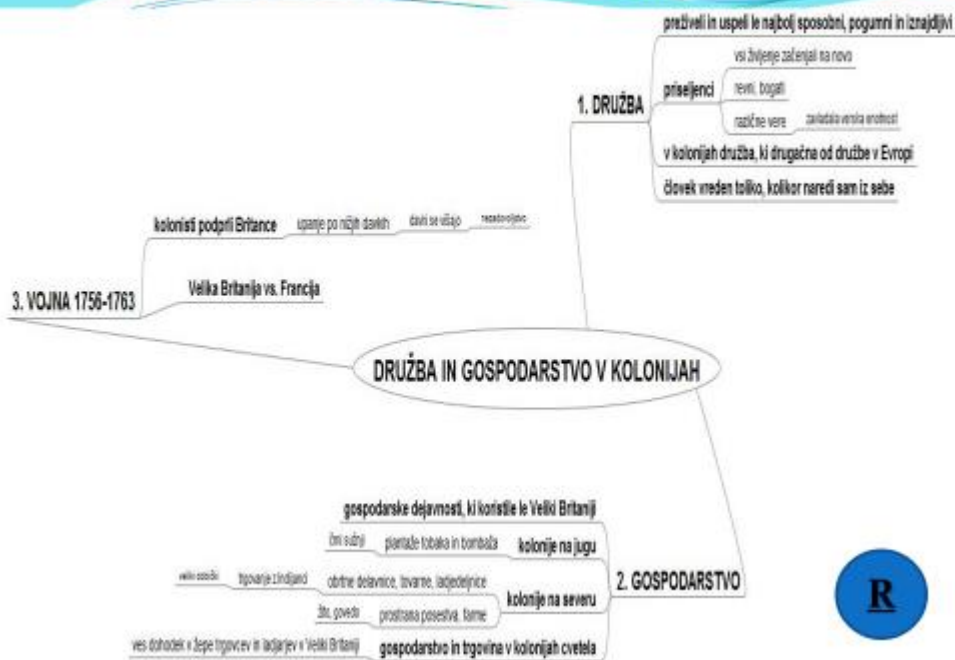 DRUŽBA IN GOSPODARSTVO V KOLONIJAH
1. DRUŽBA
preživeli in uspeli le najbolj sposobni, pogumni in iznajdljivi
priseljenci
vsi življenje začenjali na novo
revni, bogati
različne vere
zavladala verska enotnost
v kolonijah družba, ki drugačna od družbe v Evropi
človek vreden toliko, kolikor naredi sam iz sebe
2. GOSPODARSTVO
gospodarske dejavnosti, ki koristile le Veliki Britaniji
kolonije na jugu
plantaže tobaka in bombaža
črni sužnji
kolonije na severu
obrtne delavnice, tovarne, ladjedelnice
trgovanje z Indijanci
prostrana posestva, farme
žito, govedo
gospodarstvo in trgovina v kolonijah cvetela
ves dohodek v žepe trgovcev in ladjarjev v Veliki Britaniji
3. VOJNA 1756-1763
kolonisti podprli Britance
upanje po nižjih davkih
davki se višajo
nezadovoljstvo
Velika Britanija vs. Francija
R